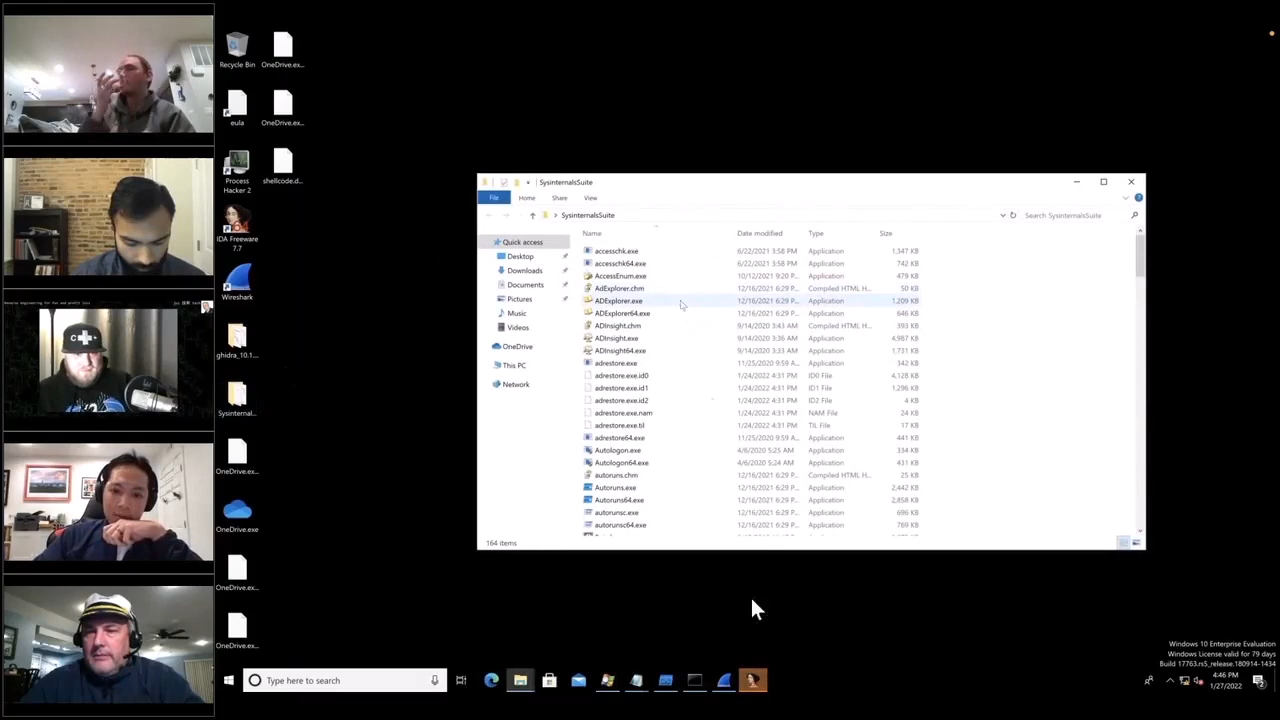 Recycle Bin
OneDrive.ex...
eula
OneDrive.ex...
Process
Hacker 2
shellcode.d...
IDA Freeware
7.7
Wireshark
ghidra_10.1...
Sysinternal...
OneDrive.ex...
OneDrive.exe
OneDrive.ex...
OneDrive.ex...
SysinternalsSuite
File Home Share View
SysinternalsSuite
Search SysinternalsSuite
Quick access
Desktop
Downloads
Documents
Pictures
Music
Videos
OneDrive
This PC
Network
Name Date modified Type Size
accesschk.exe 6/22/2021 3:58 PM Application 1,347 KB
accesschk64.exe 6/22/2021 3:58 PM Application 742 KB
AccessEnum.exe 10/12/2021 9:20 P... Application 479 KB
AdExplorer.chm 12/16/2021 6:29 P... Compiled HTML H... 50 KB
ADExplorer.exe 12/16/2021 6:29 P... Application 1,209 KB
ADExplorer64.exe 12/16/2021 6:29 P... Application 646 KB
ADInsight.chm 9/14/2020 3:43 AM Compiled HTML H... 393 KB
ADInsight.exe 9/14/2020 3:36 AM Application 4,987 KB
ADInsight64.exe 9/14/2020 3:33 AM Application 1,731 KB
adrestore.exe 11/25/2020 9:59 A... Application 342 KB
adrestore.exe.id0 1/24/2022 4:31 PM ID0 File 4,128 KB
adrestore.exe.id1 1/24/2022 4:31 PM ID1 File 1,296 KB
adrestore.exe.id2 1/24/2022 4:31 PM ID2 File 4 KB
adrestore.exe.nam 1/24/2022 4:31 PM NAM File 24 KB
adrestore.exe.til 1/24/2022 4:31 PM TIL File 17 KB
adrestore64.exe 11/25/2020 9:59 A... Application 441 KB
Autologon.exe 4/6/2020 5:25 AM Application 334 KB
Autologon64.exe 4/6/2020 5:24 AM Application 431 KB
autoruns.chm 12/16/2021 6:29 P... Compiled HTML H... 25 KB
Autoruns.exe 12/16/2021 6:29 P... Application 2,442 KB
Autoruns64.exe 12/16/2021 6:29 P... Application 2,858 KB
autorunsc.exe 12/16/2021 6:29 P... Application 696 KB
autorunsc64.exe 12/16/2021 6:29 P... Application 769 KB
164 items
Windows 10 Enterprise Evaluation
Windows License valid for 79 days
Build 17763.rs5_release.180914-1434
Type here to search
4:46 PM
1/27/2022